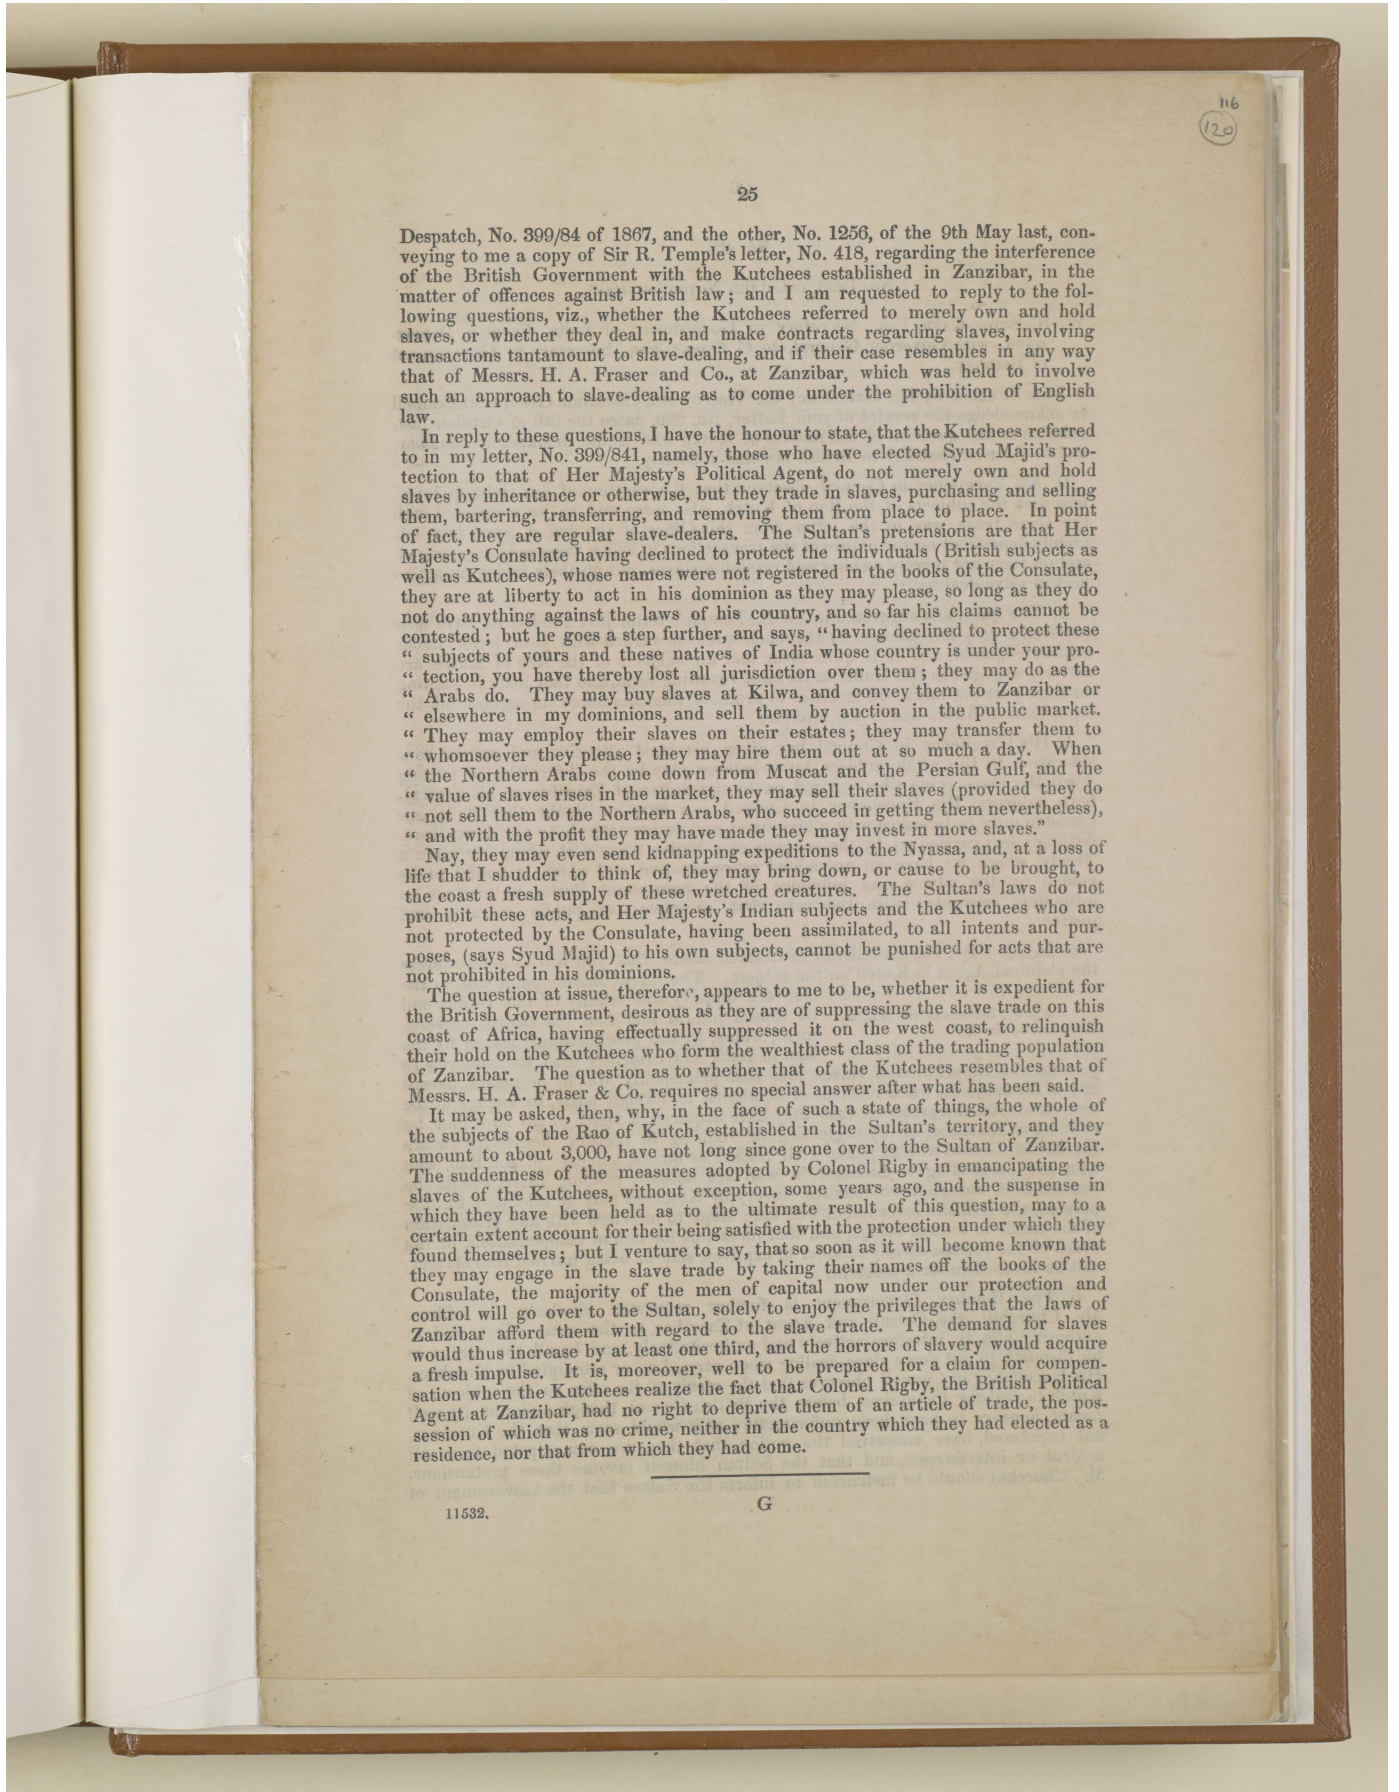 116
120
25
Despatch, No. 399/84 of 1867, and the other, No. 1256, of the 9th May last, con-
veying to me a copy of Sir R. Temple's letter, No. 418, regarding the interference
of the British Government with the Kutchees established in Zanzibar, in the
matter of offences against British law; and I am requested to reply to the fol-
lowing questions, viz., whether the Kutchees referred to merely own and hold
slaves, or whether they deal in, and make contracts regarding slaves, involving
transactions tantamount to slave-dealing, and if their case resembles in any way
that of Messrs. H. A. Fraser and Co., at Zanzibar, which was held to involve
such an approach to slave-dealing as to come under the prohibition of English
law.
In reply to these questions, I have the honour to state, that the Kutchees referred
to in my letter, No. 399/841, namely, those who have elected Syud Majid's pro-
tection to that of Her Majesty's Political Agent, do not merely own and hold
slaves by inheritance or otherwise, but they trade in slaves, purchasing and selling
them, bartering, transferring, and removing them from place to place. In point
of fact, they are regular slave-dealers. The Sultan's pretensions are that Her
Majesty's Consulate having declined to protect the individuals (British subjects as
well as Kutchees), whose names were not registered in the books of the Consulate,
they are at liberty to act in his dominion as they may please, so long as they do
not do anything against the laws of his country, and so far his claims cannot be
contested; but he goes a step further, and says, "having declined to protect these
" subjects of yours and these natives of India whose country is under your pro-
" tection, you have thereby lost all jurisdiction over them; they may do as the
" Arabs do. They may buy slaves at Kilwa, and convey them to Zanzibar or
" elsewhere in my dominions, and sell them by auction in the public market.
" They may employ their slaves on their estates; they may transfer them to
" whomsoever they please; they may hire them out at so much a day. When
" the Northern Arabs come down from Muscat and the Persian Gulf, and the
" value of slaves rises in the market, they may sell their slaves (provided they do
" not sell them to the Northern Arabs, who succeed in getting them nevertheless),
" and with the profit they may have made they may invest in more slaves."
Nay, they may even send kidnapping expeditions to the Nyassa, and, at a loss of
life that I shudder to think of, they may bring down, or cause to be brought, to
the coast a fresh supply of these wretched creatures. The Sultan's laws do not
prohibit these acts, and Her Majesty's Indian subjects and the Kutchees who are
not protected by the Consulate, having been assimilated, to all intents and pur-
poses, (says Syud Majid) to his own subjects, cannot be punished for acts that are
not prohibited in his dominions.
The question at issue, therefore, appears to me to be, whether it is expedient for
the British Government, desirous as they are of suppressing the slave trade on this
coast of Africa, having effectually suppressed it on the west coast, to relinquish
their hold on the Kutchees who form the wealthiest class of the trading population
of Zanzibar. The question as to whether that of the Kutchees resembles that of
Messrs. H. A. Fraser & Co. requires no special answer after what has been said.
It may be asked, then, why, in the face of such a state of things, the whole of
the subjects of the Rao of Kutch, established in the Sultan's territory, and they
amount to about 3,000, have not long since gone over to the Sultan of Zanzibar.
The suddenness of the measures adopted by Colonel Rigby in emancipating the
slaves of the Kutchees, without exception, some years ago, and the suspense in
which they have been held as to the ultimate result of this question, may to a
certain extent account for their being satisfied with the protection under which they
found themselves; but I venture to say, that so soon as it will become known that
they may engage in the slave trade by taking their names off the books of the
Consulate, the majority of the men of capital now under our protection and
control will go over to the Sultan, solely to enjoy the privileges that the laws of
Zanzibar afford them with regard to the slave trade. The demand for slaves
would thus increase by at least one third, and the horrors of slavery would acquire
a fresh impulse. It is, moreover, well to be prepared for a claim for compen-
sation when the Kutchees realize the fact that Colonel Rigby, the British Political
Agent at Zanzibar, had no right to deprive them of an article of trade, the pos-
session of which was no crime, neither in the country which they had elected as a
residence, nor that from which they had come.
11532.
G